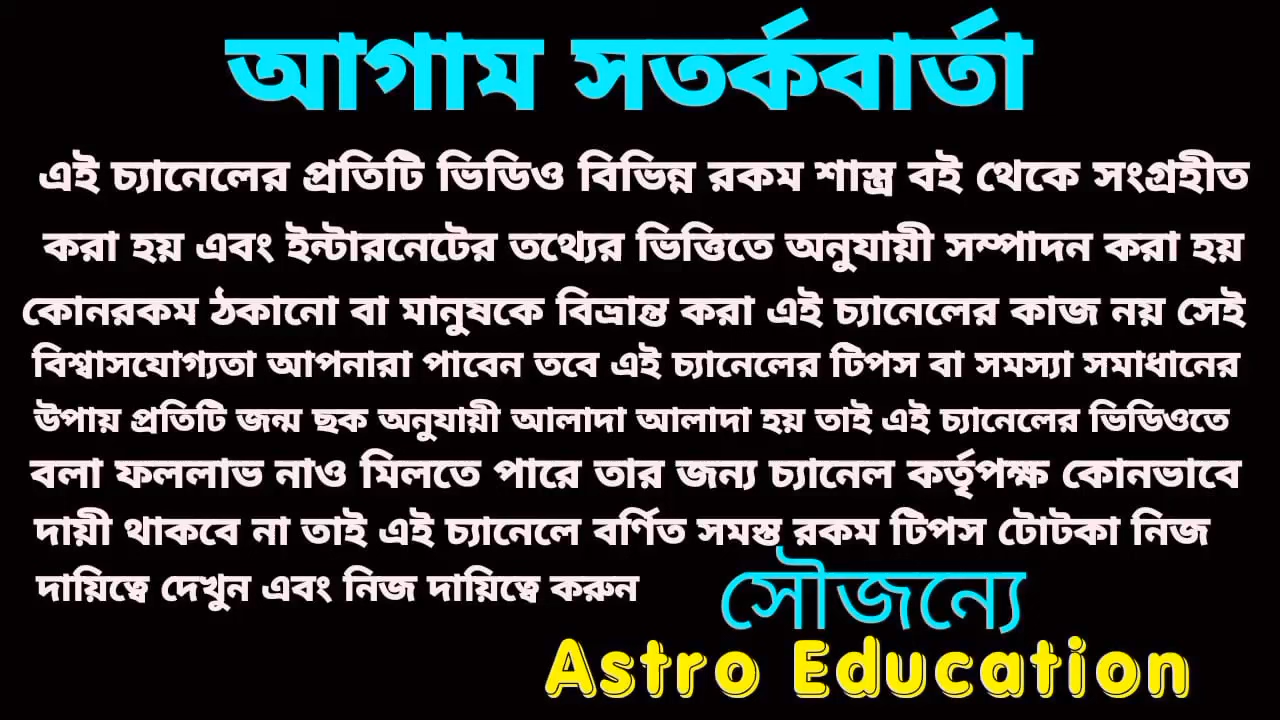 আগাম সতর্কবার্তা
এই চ্যানেলের প্রতিটি ভিডিও বিভিন্ন রকম শাস্ত্র বই থেকে সংগ্রহীত
করা হয় এবং ইন্টারনেটের তথ্যের ভিত্তিতে অনুযায়ী সম্পাদন করা হয়
কোনরকম ঠকানো বা মানুষকে বিভ্রান্ত করা এই চ্যানেলের কাজ নয় সেই
বিশ্বাসযোগ্যতা আপনারা পাবেন তবে এই চ্যানেলের টিপস বা সমস্যা সমাধানের
উপায় প্রতিটি জন্ম ছক অনুযায়ী আলাদা আলাদা হয় তাই এই চ্যানেলের ভিডিওতে
বলা ফললাভ নাও মিলতে পারে তার জন্য চ্যানেল কর্তৃপক্ষ কোনভাবে
দায়ী থাকবে না তাই এই চ্যানেলে বর্ণিত সমস্ত রকম টিপস টোটকা নিজ
দায়িত্বে দেখুন এবং নিজ দায়িত্বে করুন
সৌজন্যে
Astro Education